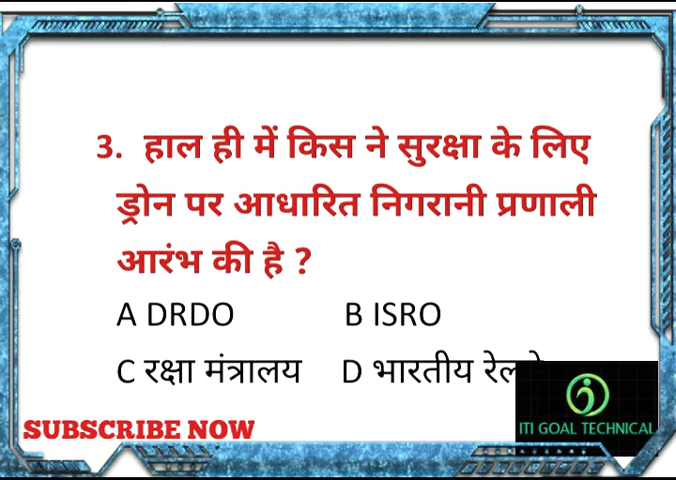 3. हाल ही में किस ने सुरक्षा के लिए
ड्रोन पर आधारित निगरानी प्रणाली
आरंभ की है ?
A DRDO B ISRO
C रक्षा मंत्रालय D भारतीय
ITI GOAL TECHNICAL
SUBSCRIBE NOW